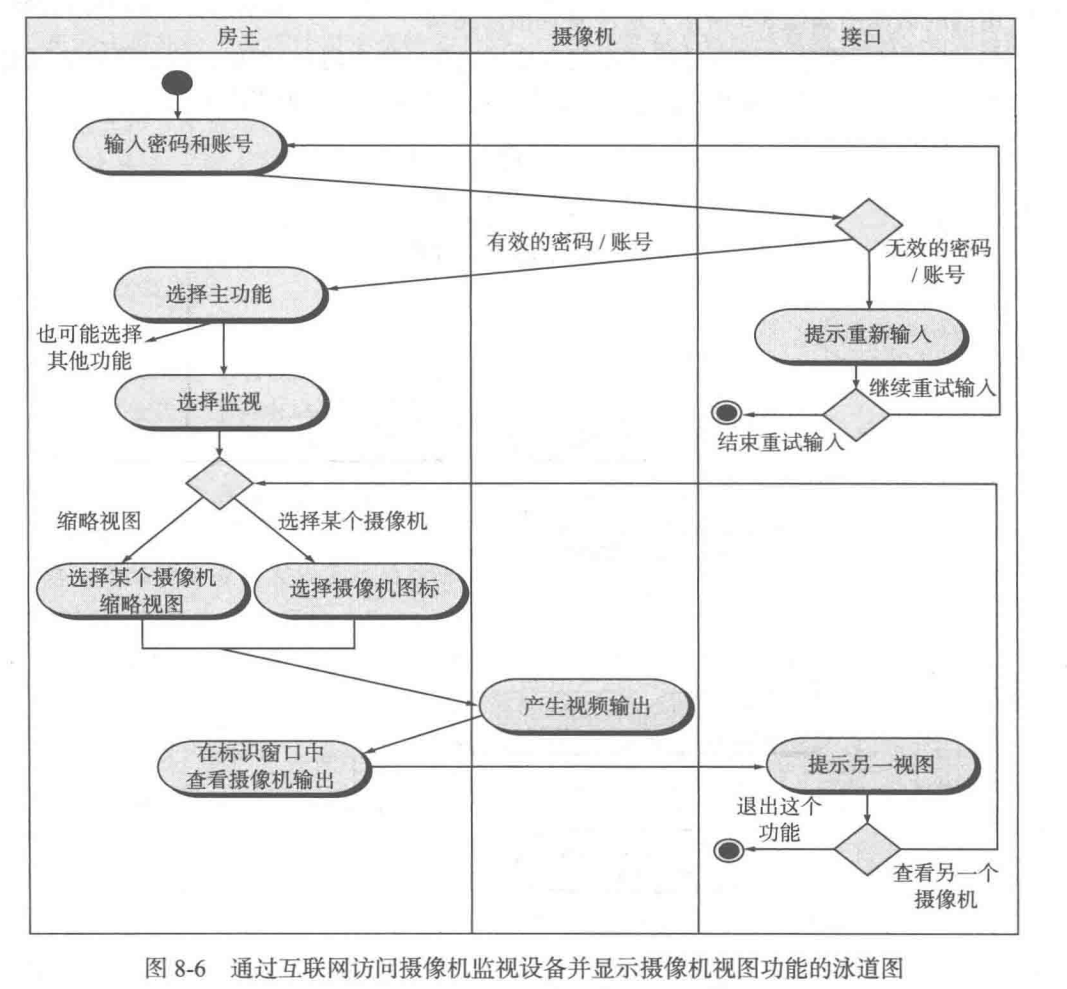 房主
摄像机
接口
输入密码和账号
有效的密码 / 账号
无效的密码
/ 账号
选择主功能
也可能选择
其他功能
提示重新输入
选择监视
继续重试输入
结束重试输入
缩略视图
选择某个摄像机
选择某个摄像机
缩略视图
选择摄像机图标
产生视频输出
在标识窗口中
查看摄像机输出
提示另一视图
退出这个
功能
查看另一个
摄像机
图 8-6 通过互联网访问摄像机监视设备并显示摄像机视图功能的泳道图